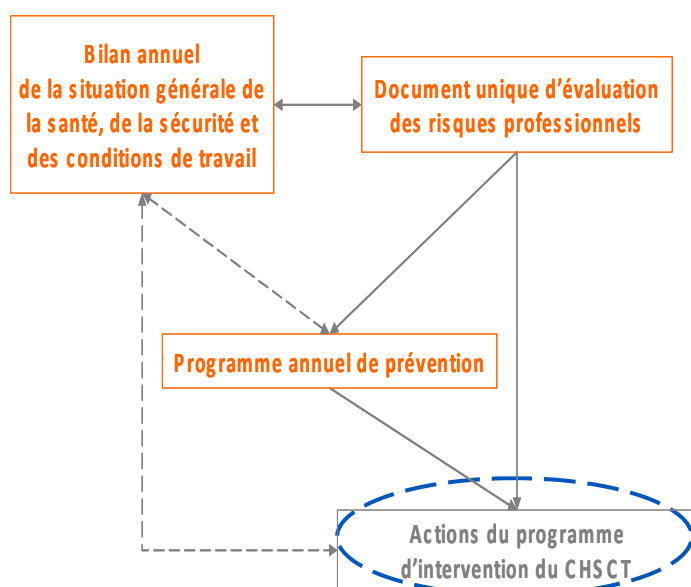 Bilan annuel
de la situation générale de
la santé, de la sécurité et
des conditions de travail
Document unique d'évaluation
des risques professionnels
Programme annuel de prévention
Actions du programme
d'intervention du CHSCT